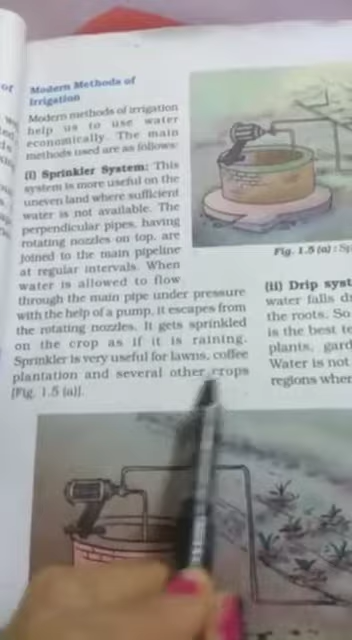 of
Modern Methods of
Irrigation
Modern methods of irrigation
help us to use water
economically. The main
methods used are as follows:
(i) Sprinkler System: This
system is more useful on the
uneven land where sufficient
water is not available. The
perpendicular pipes, having
rotating nozzles on top, are
joined to the main pipeline
at regular intervals. When
water is allowed to flow
through the main pipe under pressure
with the help of a pump, it escapes from
the rotating nozzles. It gets sprinkled
on the crop as if it is raining.
Sprinkler is very useful for lawns, coffee
plantation and several other crops
[Fig. 1.5 (a)].
Fig. 1.5 (a) :
(ii) Drip
water falls
the roots. So
is the best
plants,
Water is not
regions